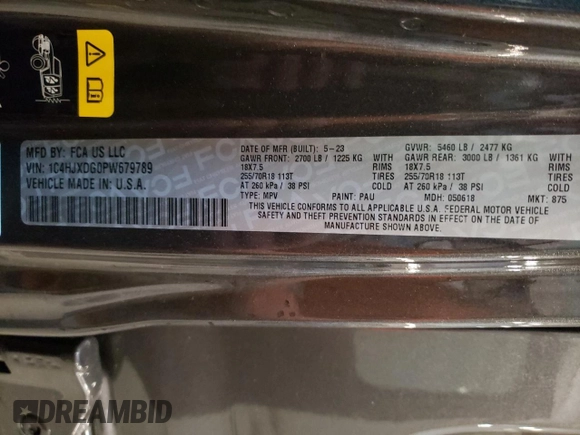 MFD BY: FCA US LLC
VIN: 1C4HJXDG0PW679789
VEHICLE MADE IN U.S.A.
DATE OF MFR (BUILT): 5-23 GVWR: 5460 LB / 2477 KG
GAWR FRONT: 2700 LB / 1225 KG WITH GAWR REAR: 3000 LB / 1361 KG WITH
18X7.5 RIMS 18X7.5 RIMS
255/70R18 113T TIRES 255/70R18 113T TIRES
AT 260 kPa / 38 PSI COLD AT 260 kPa / 38 PSI COLD
TYPE: MPV PAINT: PAU MDH: 050618 MKT: 875
THIS VEHICLE CONFORMS TO ALL APPLICABLE U.S.A. FEDERAL MOTOR VEHICLE
SAFETY AND THEFT PREVENTION STANDARDS IN EFFECT ON THE DATE OF
MANUFACTURE SHOWN ABOVE.
DREAMBID